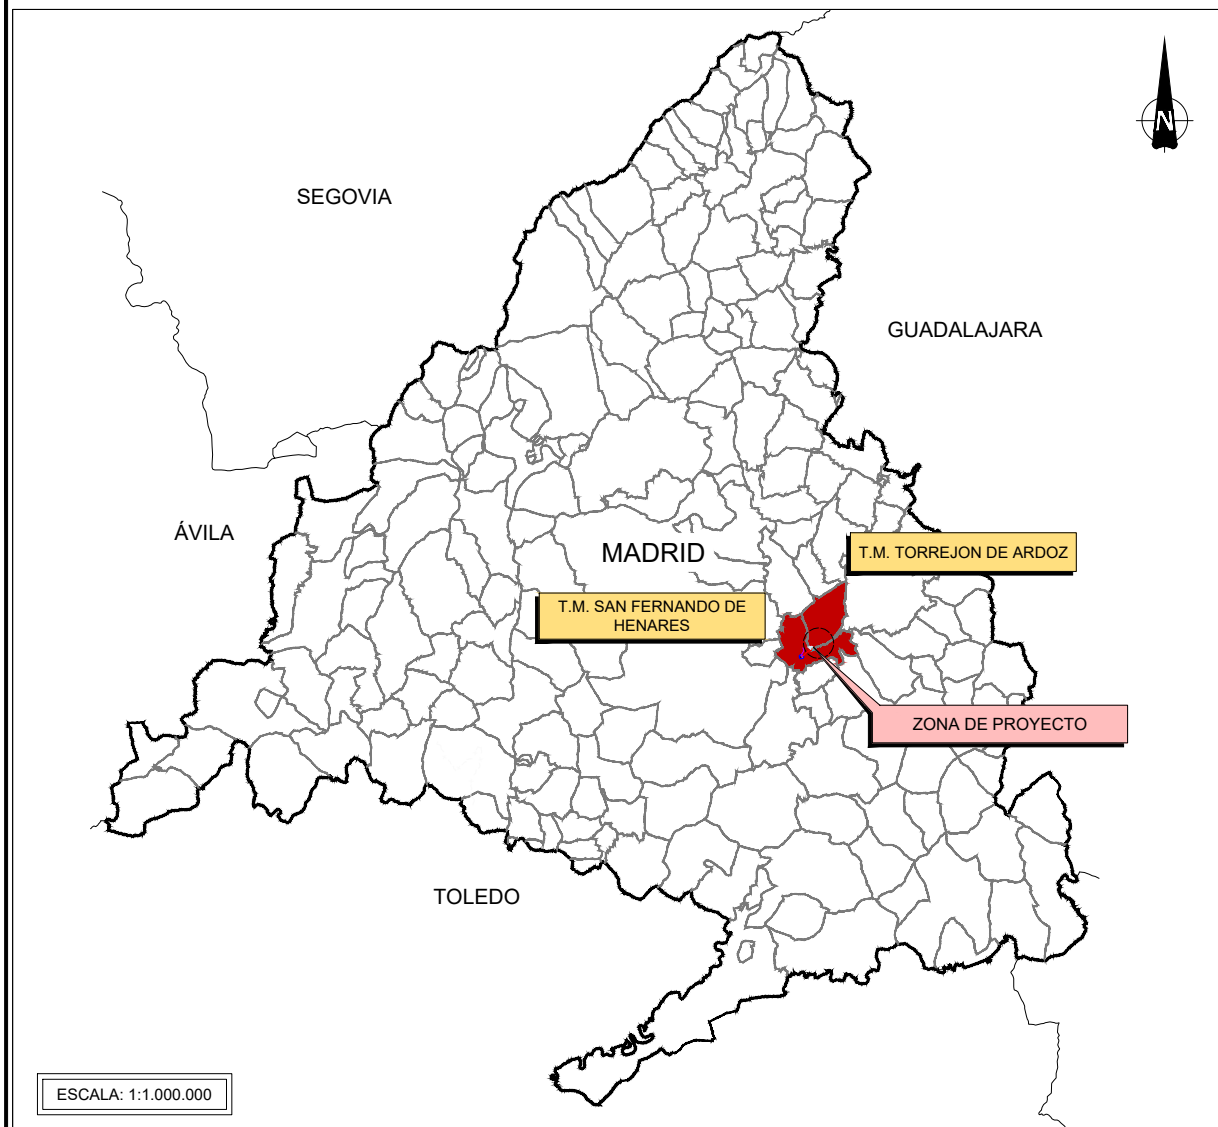 N
SEGOVIA
GUADALAJARA
ÁVILA
MADRID
T.M. TORREJON DE ARDOZ
T.M. SAN FERNANDO DE
HENARES
ZONA DE PROYECTO
TOLEDO
ESCALA: 1:1.000.000